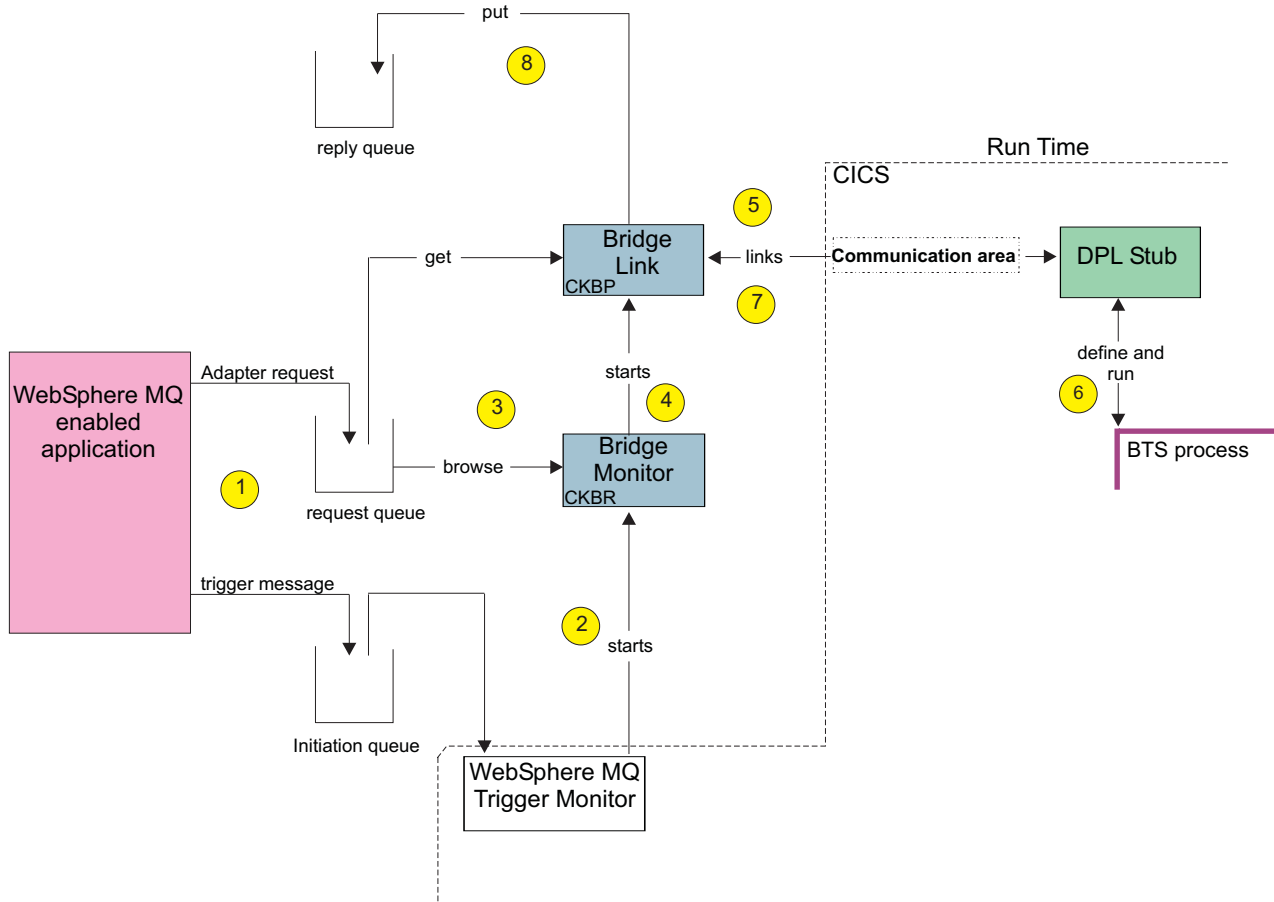 put
8
reply queue
Run Time
CICS
5
Bridge
Link
CKBP
get
links
Communication area
DPL Stub
7
WebSphere MQ
enabled
application
Adapter request
starts
define and
run
3
4
6
Bridge
Monitor
CKBR
browse
BTS process
1
request queue
trigger message
2
starts
Initiation queue
WebSphere MQ
Trigger Monitor